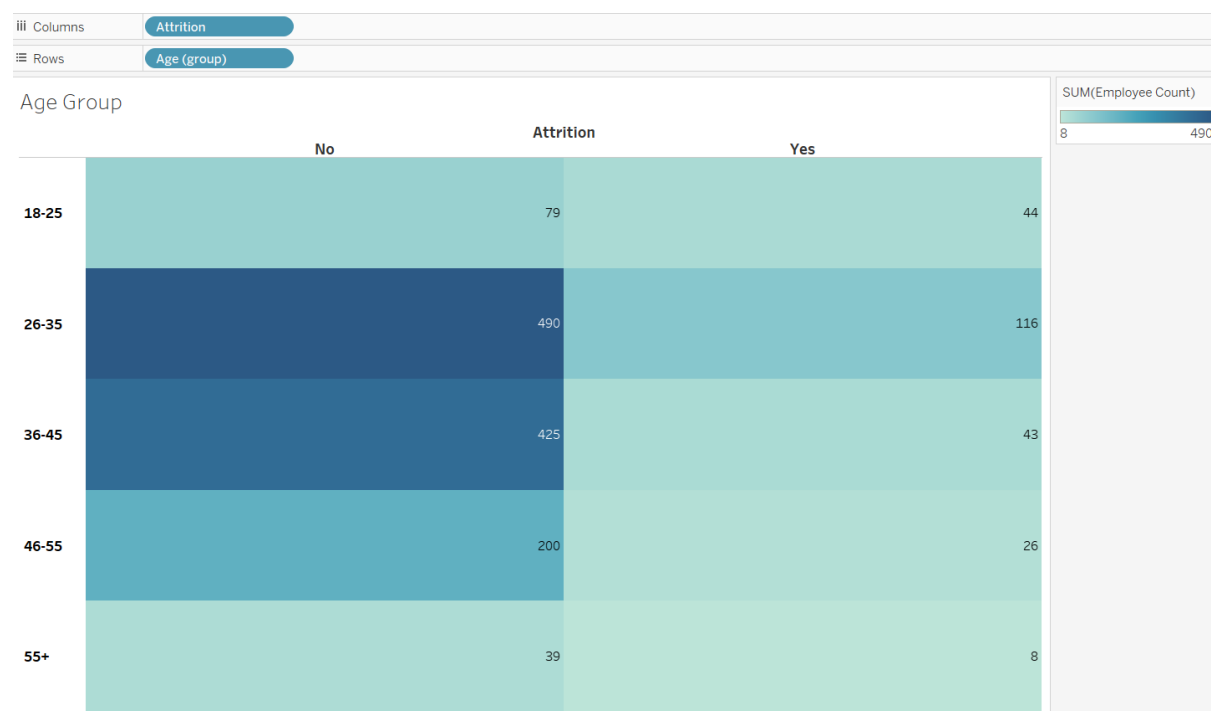 Columns Attrition
Rows Age (group)
Age Group
SUM(Employee Count)
8 490
Attrition
No Yes
18-25 79 44
26-35 490 116
36-45 425 43
46-55 200 26
55+ 39 8